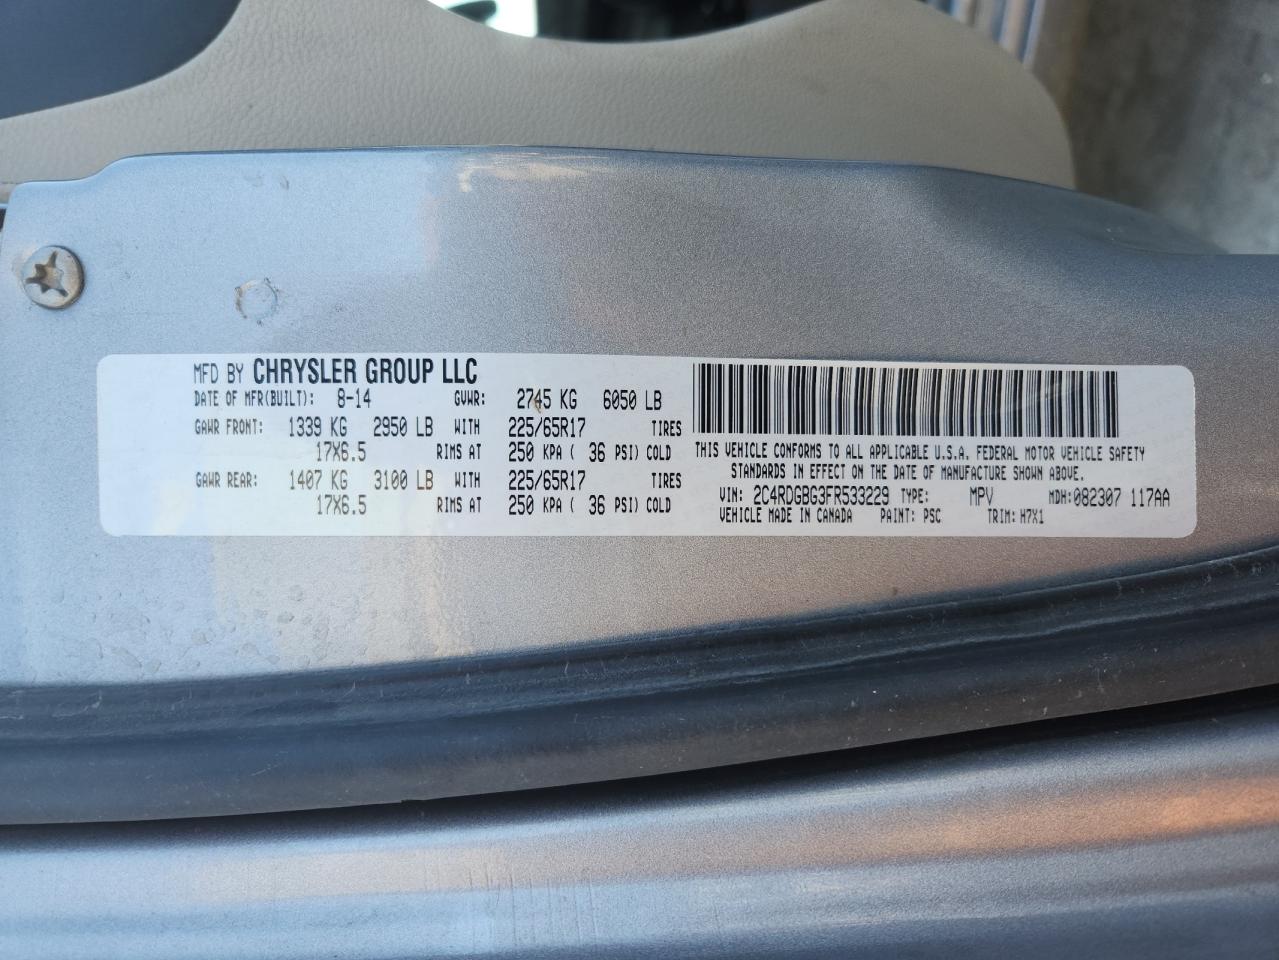 MFD BY CHRYSLER GROUP LLC
DATE OF MFR(BUILT): 8-14 GVWR: 2745 KG 6050 LB
GAWR FRONT: 1339 KG 2950 LB WITH 225/65R17 TIRES
17X6.5 RIMS AT 250 KPA ( 36 PSI) COLD
GAWR REAR: 1407 KG 3100 LB WITH 225/65R17 TIRES
17X6.5 RIMS AT 250 KPA ( 36 PSI) COLD
THIS VEHICLE CONFORMS TO ALL APPLICABLE U.S.A. FEDERAL MOTOR VEHICLE SAFETY
STANDARDS IN EFFECT ON THE DATE OF MANUFACTURE SHOWN ABOVE.
VIN: 2C4RDGBG3FR533229 TYPE: MPV MDH:082307 117AA
VEHICLE MADE IN CANADA PAINT: PSC TRIM: H7X1